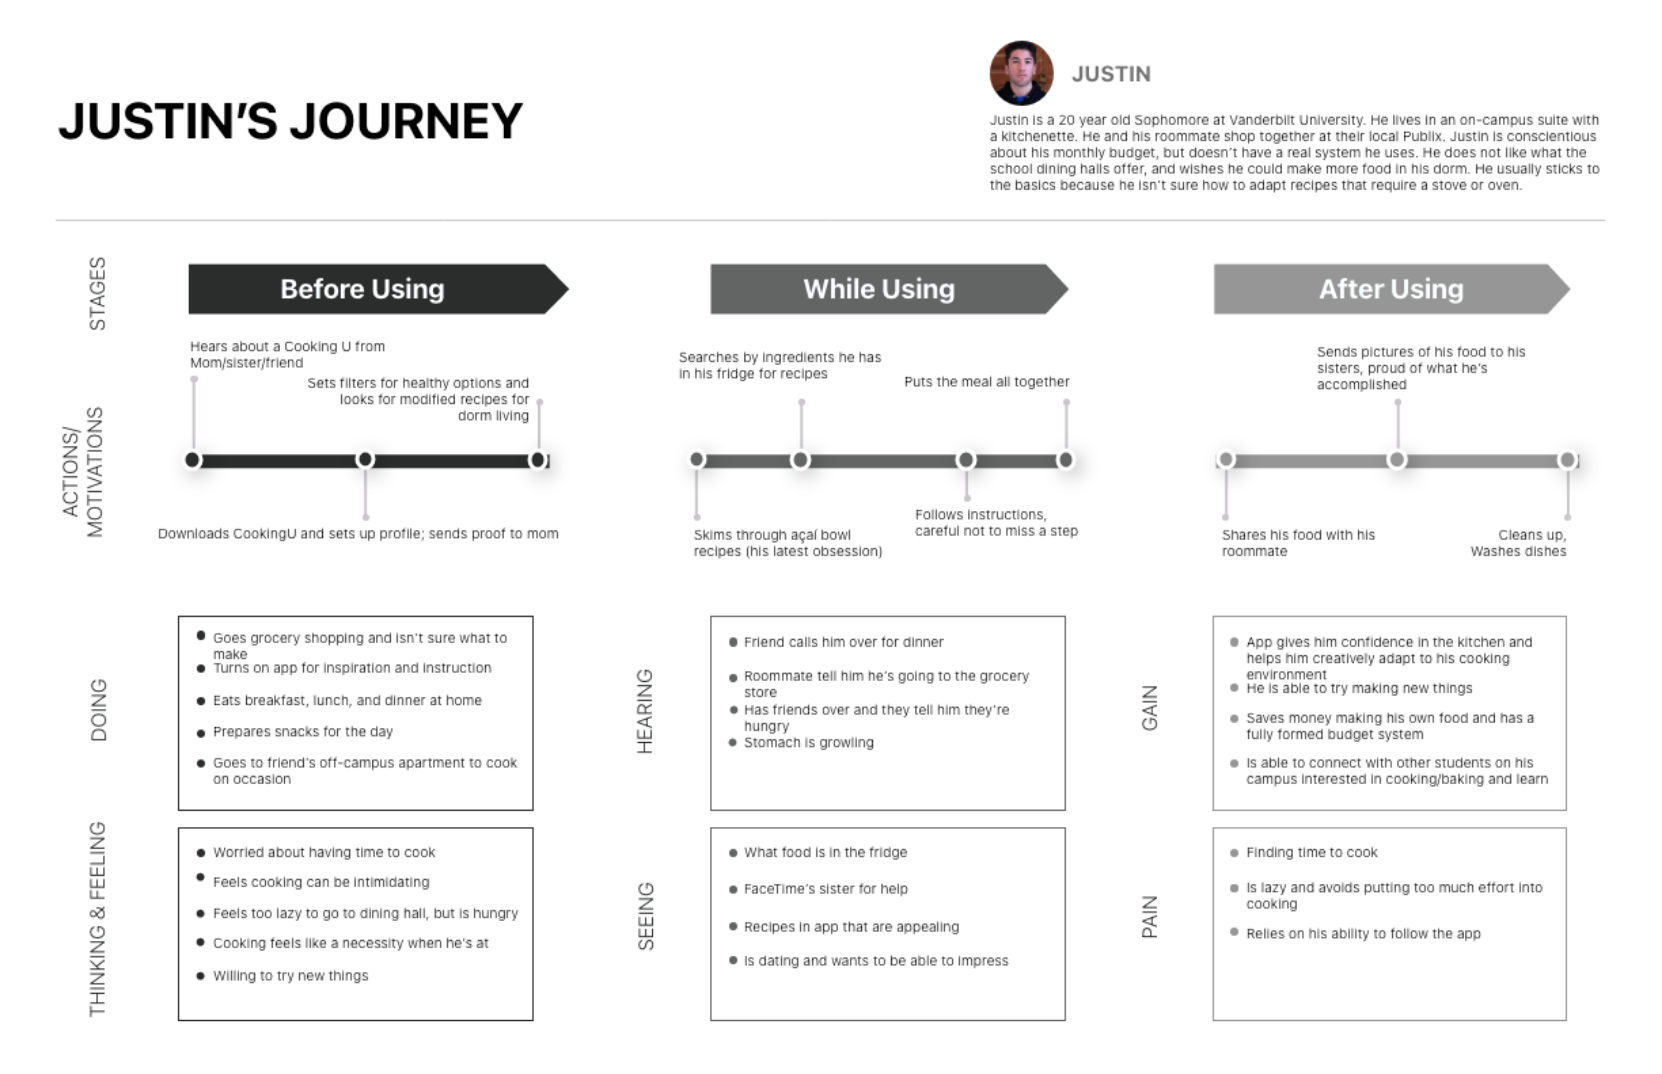 JUSTIN'S JOURNEY
JUSTIN
Justin is a 20 year old Sophomore at Vanderbilt University. He lives in an on-campus suite with
a kitchenette. He and his roommate shop together at their local Publix. Justin is conscientious
about his monthly budget, but doesn't have a real system he uses. He does not like what the
school dining halls offer, and wishes he could make more food in his dorm. He usually sticks to
the basics because he isn't sure how to adapt recipes that require a stove or oven.
STAGES
Before Using
While Using
After Using
ACTIONS/
MOTIVATIONS
Hears about a Cooking U from
Mom/sister/friend
Sets filters for healthy options and
looks for modified recipes for
dorm living
Downloads CookingU and sets up profile; sends proof to mom
Searches by ingredients he has
in his fridge for recipes
Puts the meal all together
Skims through açaí bowl
recipes (his latest obsession)
Follows instructions,
careful not to miss a step
Sends pictures of his food to his
sisters, proud of what he's
accomplished
Shares his food with his
roommate
Cleans up,
Washes dishes
DOING
Goes grocery shopping and isn't sure what to
make
Turns on app for inspiration and instruction
Eats breakfast, lunch, and dinner at home
Prepares snacks for the day
Goes to friend's off-campus apartment to cook
on occasion
HEARING
Friend calls him over for dinner
Roommate tell him he's going to the grocery
store
Has friends over and they tell him they're
hungry
Stomach is growling
GAIN
App gives him confidence in the kitchen and
helps him creatively adapt to his cooking
environment
He is able to try making new things
Saves money making his own food and has a
fully formed budget system
Is able to connect with other students on his
campus interested in cooking/baking and learn
THINKING & FEELING
Worried about having time to cook
Feels cooking can be intimidating
Feels too lazy to go to dining hall, but is hungry
Cooking feels like a necessity when he's at
Willing to try new things
SEEING
What food is in the fridge
FaceTime's sister for help
Recipes in app that are appealing
Is dating and wants to be able to impress
PAIN
Finding time to cook
Is lazy and avoids putting too much effort into
cooking
Relies on his ability to follow the app